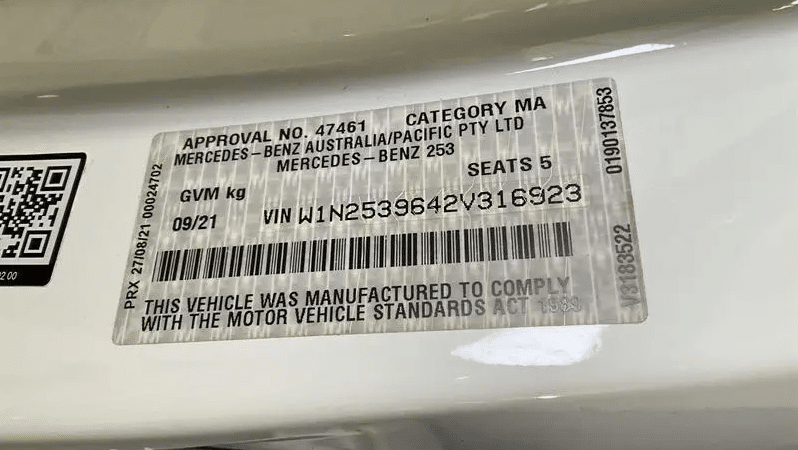 APPROVAL NO. 47461 CATEGORY MA
MERCEDES-BENZ AUSTRALIA/PACIFIC PTY LTD
MERCEDES-BENZ 253
SEATS 5
GVM kg
09/21 VIN W1N2539642V316923
THIS VEHICLE WAS MANUFACTURED TO COMPLY
WITH THE MOTOR VEHICLE STANDARDS ACT 1989
PRX 27/08/21 00024702
0190137853
V3183522